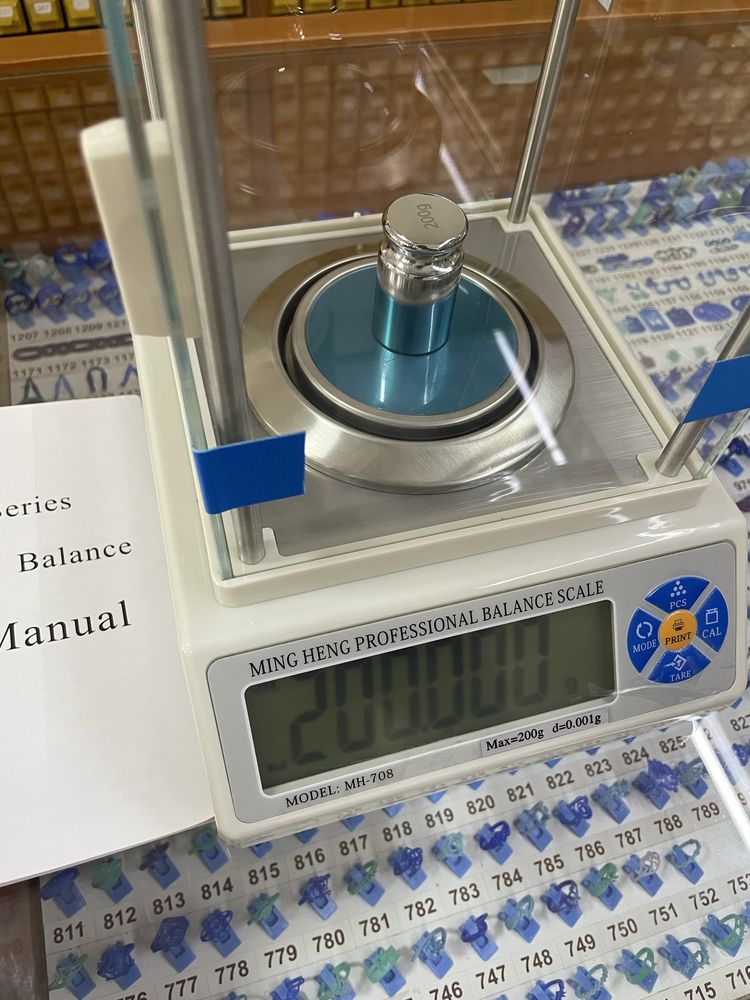 200g
eries
Balance
Manual
MING HENG PROFESSIONAL BALANCE SCALE
200.000 g
Max=200g d=0.001g
MODEL: MH-708
PCS
MODE
PRINT
CAL
TARE
1207 1208 1209
1171 1172 1173
811 812 813 814 815 816 817 818 819 820 821 822 823 824 825
777 778 779 780 781 782 783 784 785 786 787 788 789
746 747 748 749 750 751 752
715